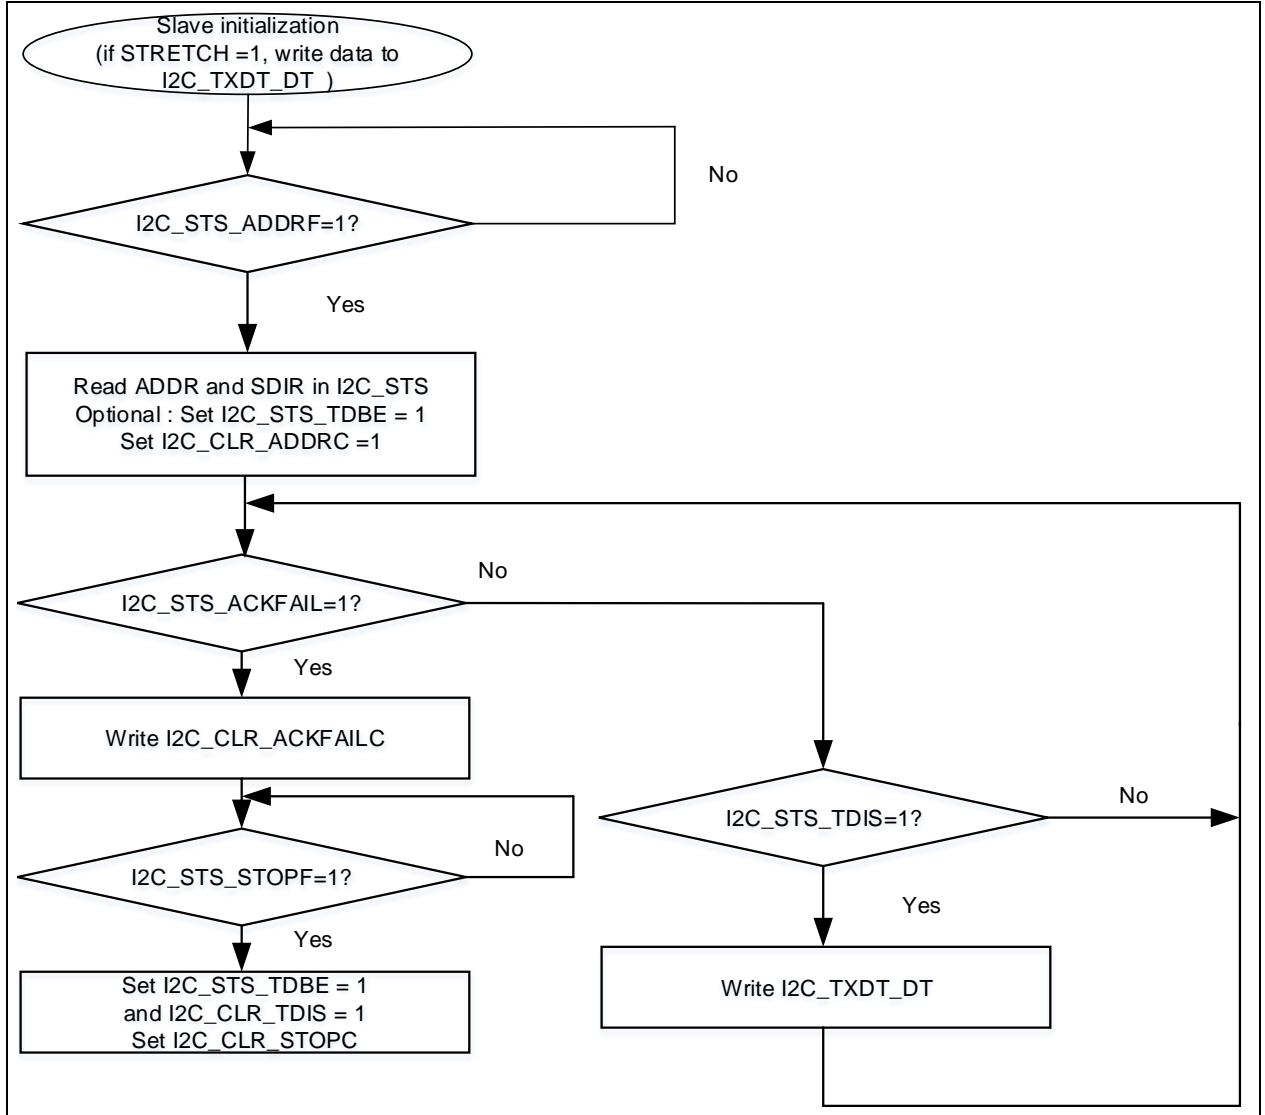 Slave initialization
(if STRETCH =1, write data to
I2C_TXDT_DT  )
No
I2C_STS_ADDRF=1?
Yes
Read ADDR and SDIR in I2C_STS
Optional : Set I2C_STS_TDBE = 1
Set I2C_CLR_ADDRC =1
No
I2C_STS_ACKFAIL=1?
Yes
Write I2C_CLR_ACKFAILC
No
I2C_STS_TDIS=1?
No
I2C_STS_STOPF=1?
Yes
Yes
Set I2C_STS_TDBE = 1
and I2C_CLR_TDIS = 1
Set I2C_CLR_STOPC
Write I2C_TXDT_DT